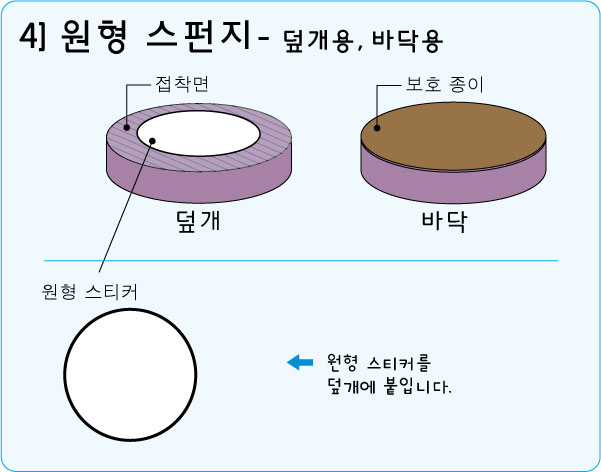 4] 원형 스펀지- 덮개용, 바닥용
접착면
보호 종이
덮개
바닥
원형 스티커
원형 스티커를
덮개에 붙입니다.